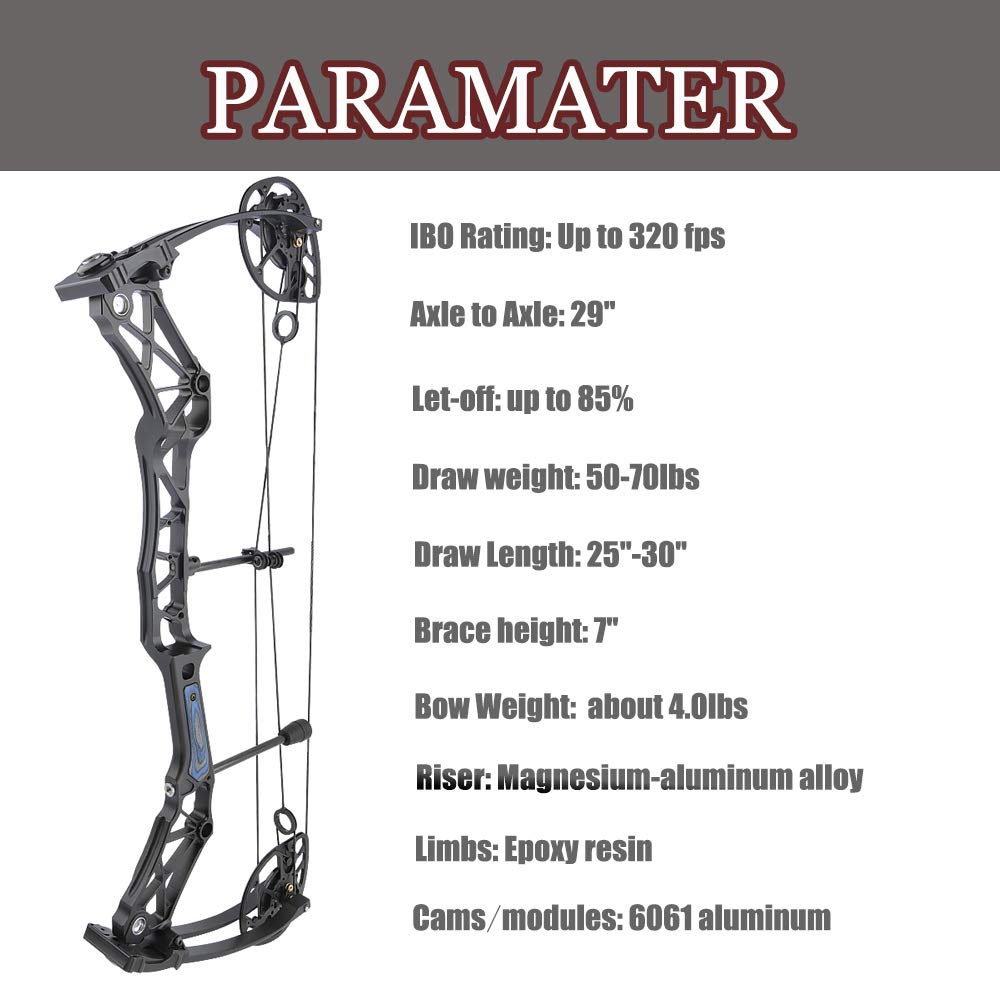 PARAMATER
IBO Rating: Up to 320 fps
Axle to Axle: 29"
Let-off: up to 85%
Draw weight: 50-70lbs
Draw Length: 25"-30"
Brace height: 7"
Bow Weight: about 4.0lbs
Riser: Magnesium-aluminum alloy
Limbs: Epoxy resin
Cams/modules: 6061 aluminum